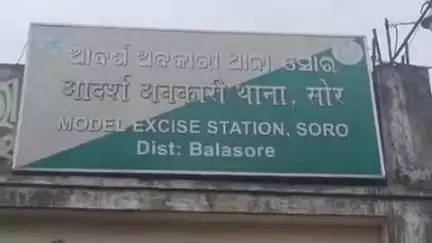 ଆଦର୍ଶ ଅବକାରୀ ଥାନା ସୋର
आदर्श अबकारी थाना, सोर
MODEL EXCISE STATION, SORO
Dist: Balasore